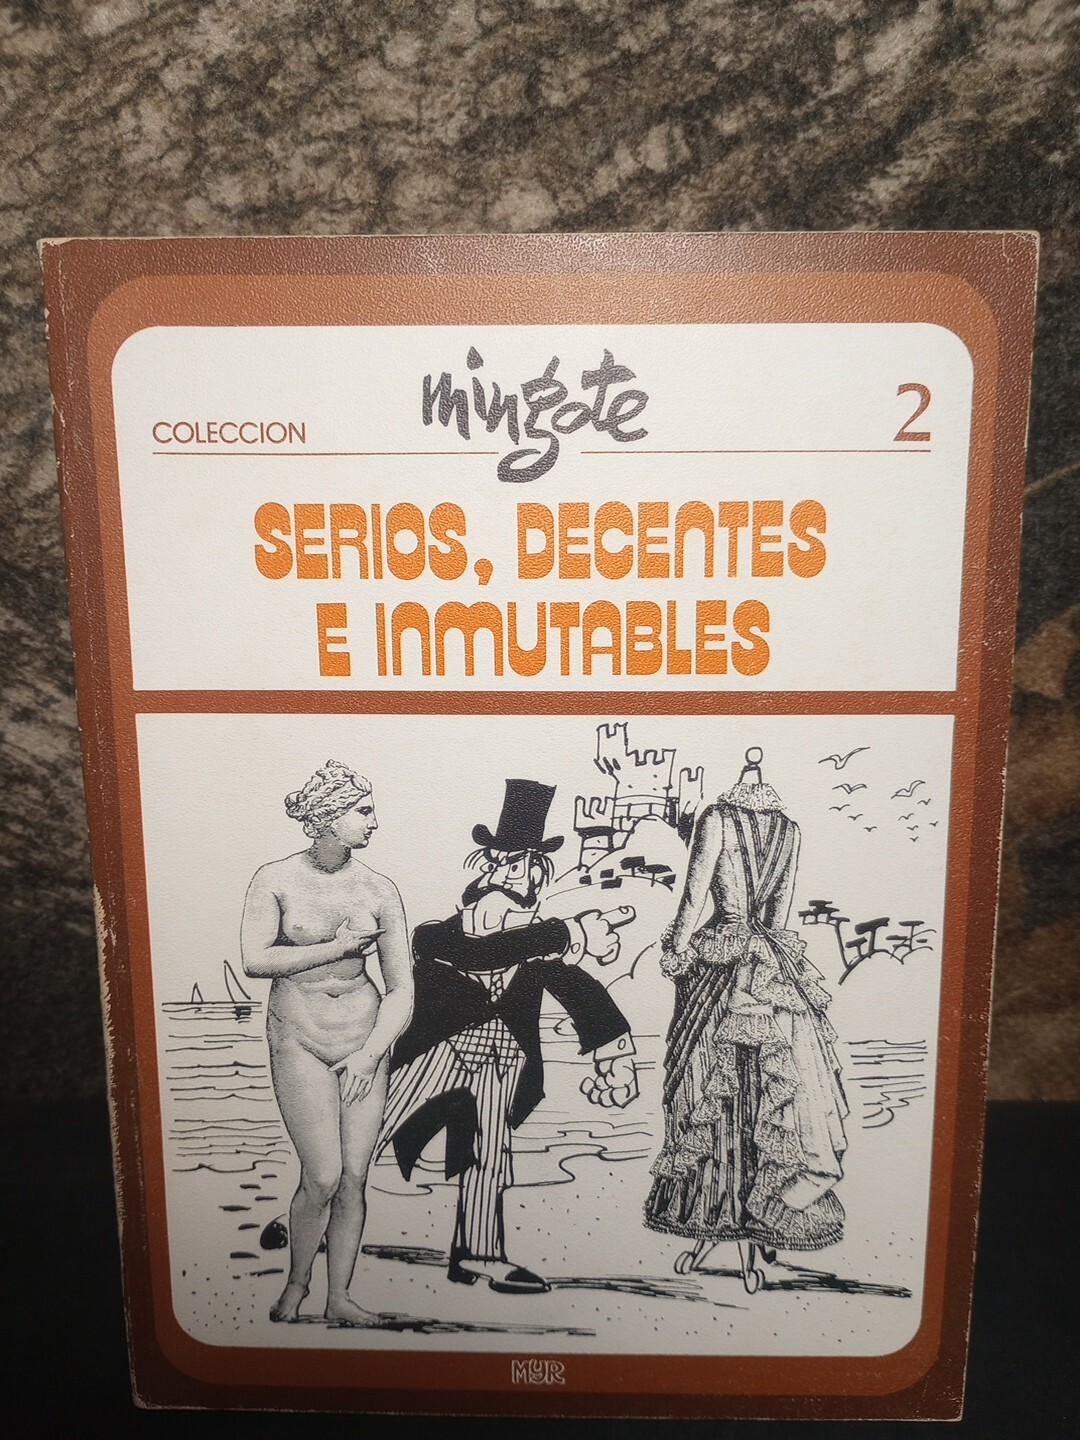 mingote
COLECCION
2
SERIOS, DECENTES
E INMUTABLES
MYR